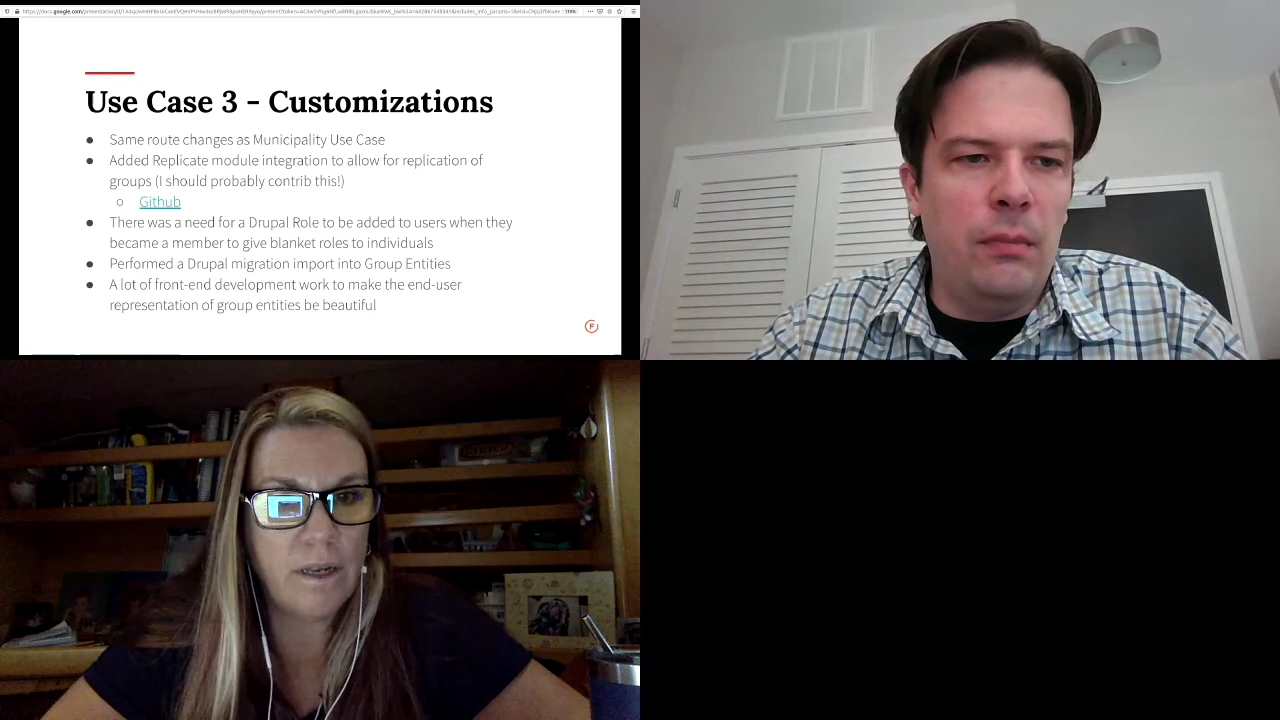 Use Case 3 - Customizations
● Same route changes as Municipality Use Case
● Added Replicate module integration to allow for replication of
groups (I should probably contrib this!)
○ Github
● There was a need for a Drupal Role to be added to users when they
became a member to give blanket roles to individuals
● Performed a Drupal migration import into Group Entities
● A lot of front-end development work to make the end-user
representation of group entities be beautiful
F